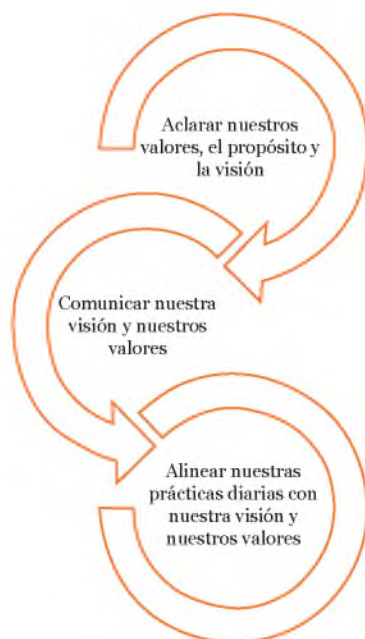 Aclarar nuestros
valores, el propósito y
la visión
Comunicar nuestra
visión y nuestros
valores
Alinear nuestras
prácticas diarias con
nuestra visión y
nuestros valores